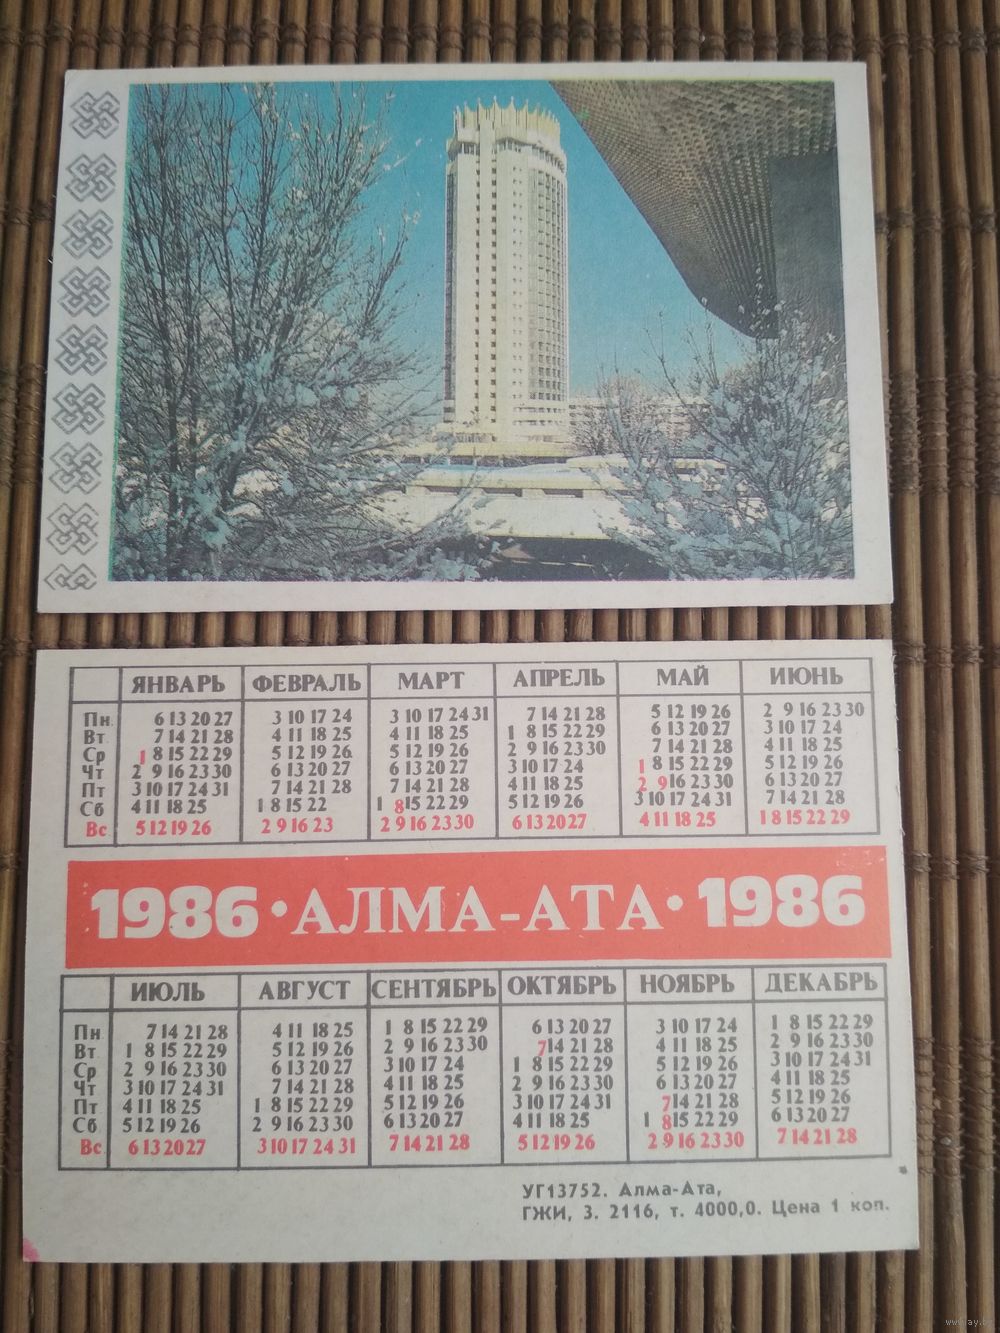 ЯНВАРЬ ФЕВРАЛЬ МАРТ АПРЕЛЬ МАЙ ИЮНЬ
Пн 6 13 20 27 3 10 17 24 3 10 17 24 31 7 14 21 28 5 12 19 26 2 9 16 23 30
Вт 7 14 21 28 4 11 18 25 4 11 18 25 1 8 15 22 29 6 13 20 27 3 10 17 24
Ср 1 8 15 22 29 5 12 19 26 5 12 19 26 2 9 16 23 30 7 14 21 28 4 11 18 25
Чт 2 9 16 23 30 6 13 20 27 6 13 20 27 3 10 17 24 1 8 15 22 29 5 12 19 26
Пт 3 10 17 24 31 7 14 21 28 7 14 21 28 4 11 18 25 2 9 16 23 30 6 13 20 27
Сб 4 11 18 25 1 8 15 22 1 8 15 22 29 5 12 19 26 3 10 17 24 31 7 14 21 28
Вс 5 12 19 26 2 9 16 23 2 9 16 23 30 6 13 20 27 4 11 18 25 1 8 15 22 29
1986 • АЛМА-АТА • 1986
ИЮЛЬ АВГУСТ СЕНТЯБРЬ ОКТЯБРЬ НОЯБРЬ ДЕКАБРЬ
Пн 7 14 21 28 4 11 18 25 1 8 15 22 29 6 13 20 27 3 10 17 24 1 8 15 22 29
Вт 1 8 15 22 29 5 12 19 26 2 9 16 23 30 7 14 21 28 4 11 18 25 2 9 16 23 30
Ср 2 9 16 23 30 6 13 20 27 3 10 17 24 1 8 15 22 29 5 12 19 26 3 10 17 24 31
Чт 3 10 17 24 31 7 14 21 28 4 11 18 25 2 9 16 23 30 6 13 20 27 4 11 18 25
Пт 4 11 18 25 1 8 15 22 29 5 12 19 26 3 10 17 24 31 7 14 21 28 5 12 19 26
Сб 5 12 19 26 2 9 16 23 30 6 13 20 27 4 11 18 25 1 8 15 22 29 6 13 20 27
Вс 6 13 20 27 3 10 17 24 31 7 14 21 28 5 12 19 26 2 9 16 23 30 7 14 21 28
УГ13752. Алма-Ата,
ГЖИ, З. 2116, т. 4000,0. Цена 1 коп.